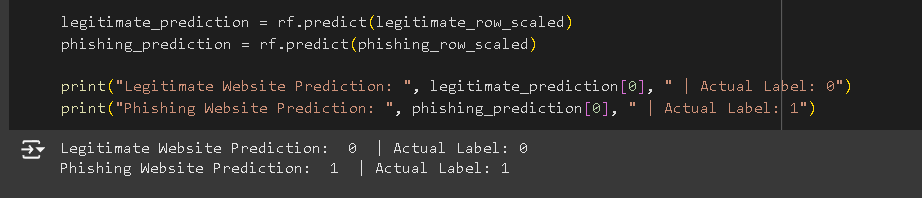 legitimate_prediction = rf.predict(legitimate_row_scaled)
phishing_prediction = rf.predict(phishing_row_scaled)
print("Legitimate Website Prediction: ", legitimate_prediction[0], " | Actual Label: 0")
print("Phishing Website Prediction: ", phishing_prediction[0], " | Actual Label: 1")
Legitimate Website Prediction:  0  | Actual Label: 0
Phishing Website Prediction:  1  | Actual Label: 1